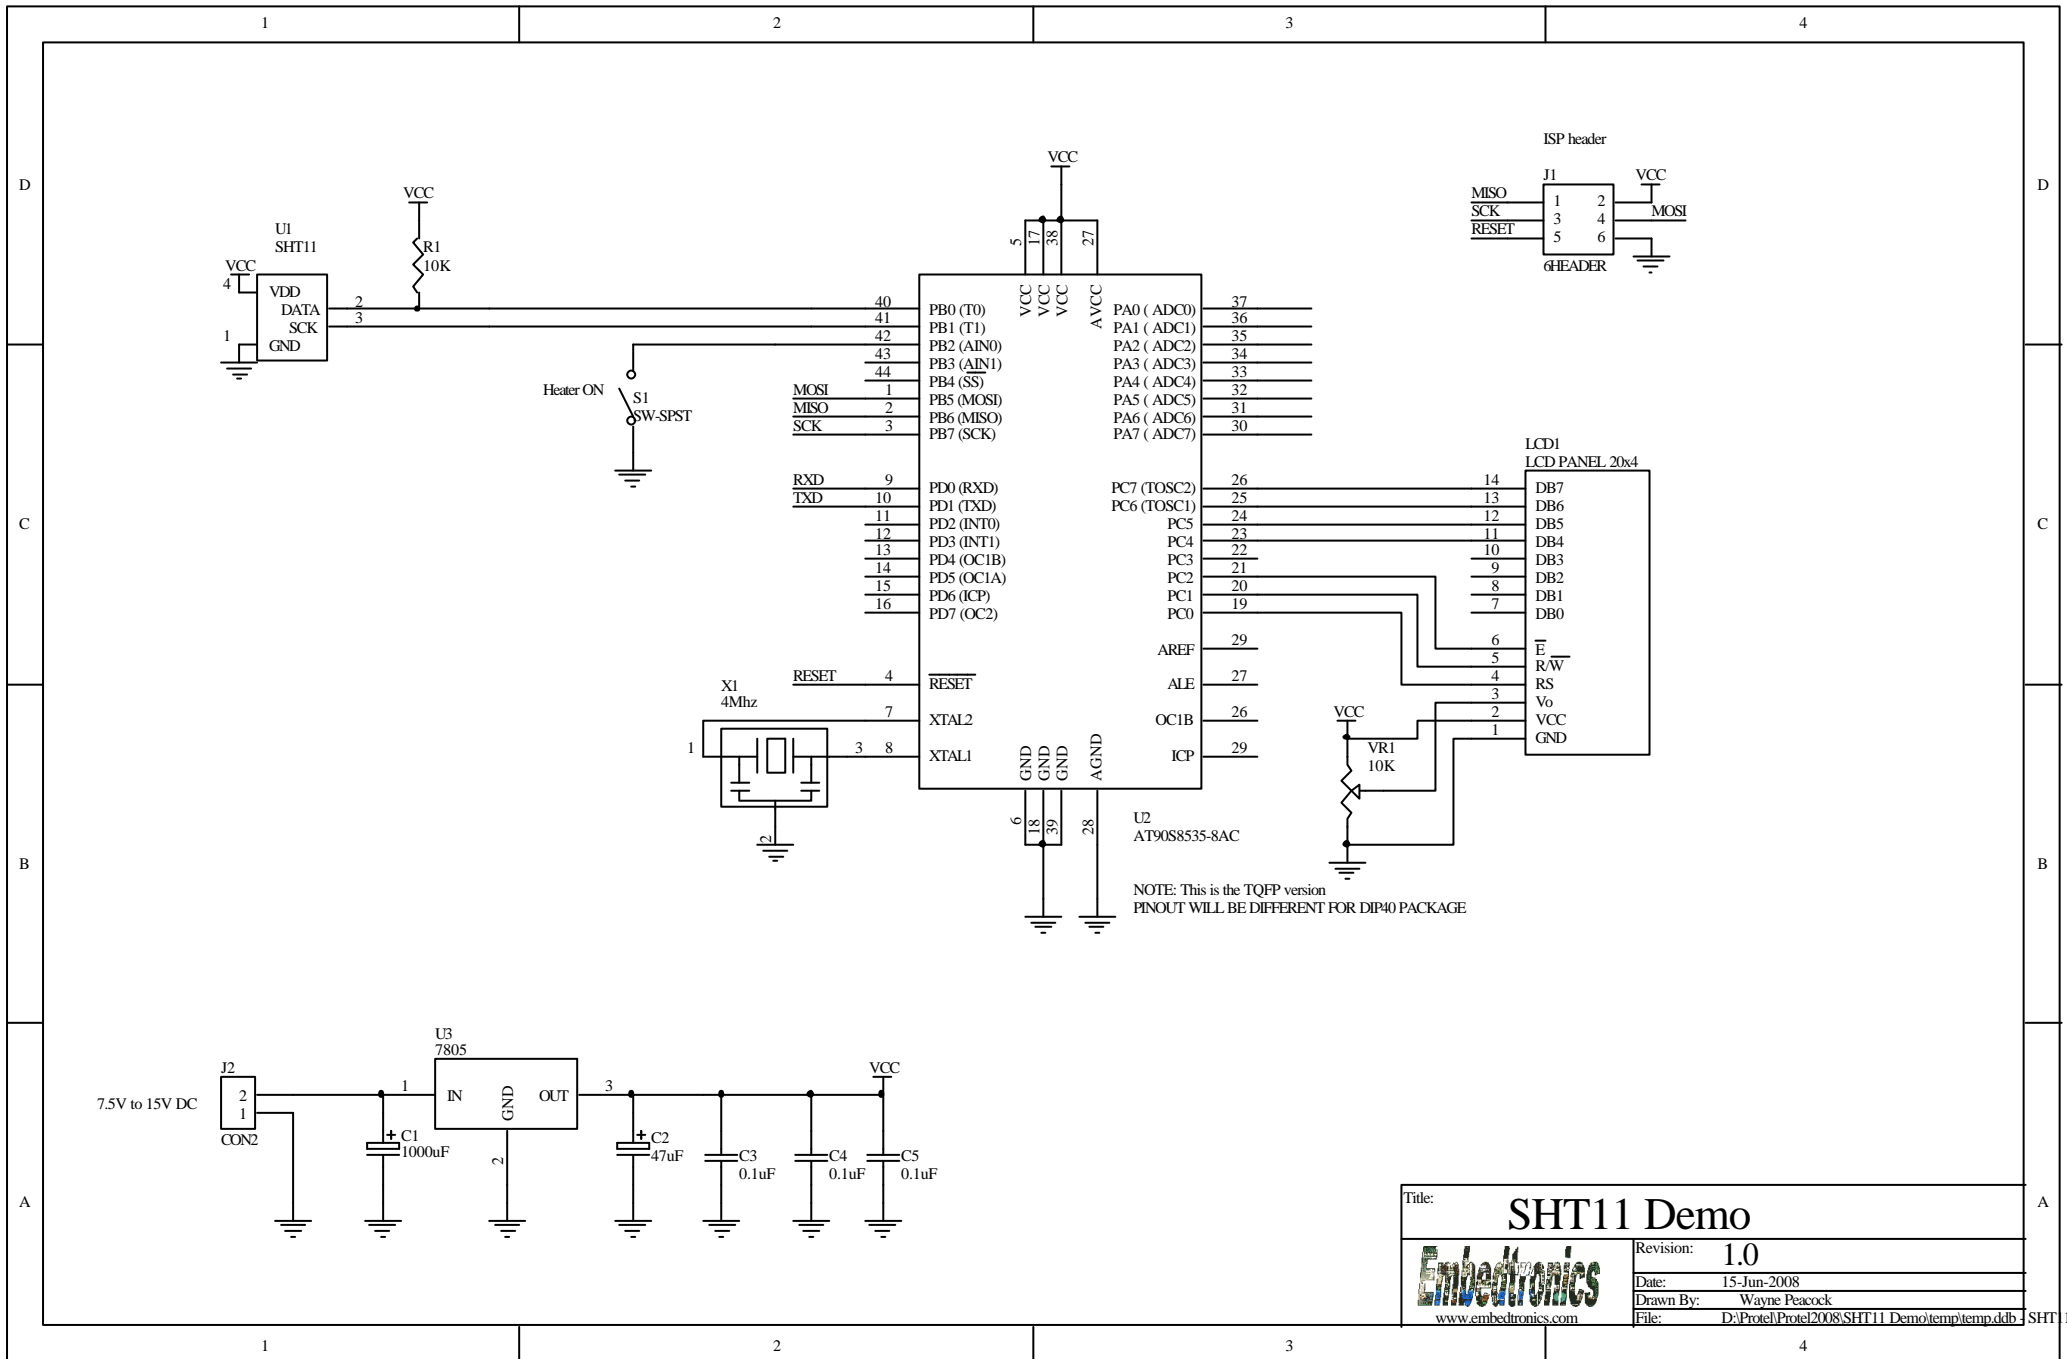 1
2
3
4
D
C
B
A
D
C
B
A
ISP header
J1
VCC
MISO
SCK
RESET
1 2
3 4
5 6
MOSI
6HEADER
VCC
U1
SHT11
VCC
R1
10K
VCC
4
VDD
DATA
SCK
1
GND
2
3
5
17
38
27
VCC
VCC
VCC
AVCC
40 PB0 (T0)
41 PB1 (T1)
42 PB2 (AIN0)
43 PB3 (AIN1)
44 PB4 (SS)
MOSI 1 PB5 (MOSI)
MISO 2 PB6 (MISO)
SCK 3 PB7 (SCK)
Heater ON
S1
SW-SPST
RXD 9 PD0 (RXD)
TXD 10 PD1 (TXD)
11 PD2 (INT0)
12 PD3 (INT1)
13 PD4 (OC1B)
14 PD5 (OC1A)
15 PD6 (ICP)
16 PD7 (OC2)
RESET 4 RESET
X1
4Mhz
7 XTAL2
1
3 8 XTAL1
2
PA0 ( ADC0) 37
PA1 ( ADC1) 36
PA2 ( ADC2) 35
PA3 ( ADC3) 34
PA4 ( ADC4) 33
PA5 ( ADC5) 32
PA6 ( ADC6) 31
PA7 ( ADC7) 30
PC7 (TOSC2) 26
PC6 (TOSC1) 25
PC5 24
PC4 23
PC3 22
PC2 21
PC1 20
PC0 19
AREF 29
ALE 27
OC1B 26
ICP 29
GND
GND
GND
AGND
6
18
39
28
U2
AT90S8535-8AC
NOTE: This is the TQFP version
PINOUT WILL BE DIFFERENT FOR DIP40 PACKAGE
LCD1
LCD PANEL 20x4
14 DB7
13 DB6
12 DB5
11 DB4
10 DB3
9 DB2
8 DB1
7 DB0
6 E
5 R/W
4 RS
3 Vo
2 VCC
1 GND
VCC
VR1
10K
J2
7.5V to 15V DC
2
1
CON2
U3
7805
1 IN
GND
OUT 3
2
C1
1000uF
C2
47uF
C3
0.1uF
C4
0.1uF
C5
0.1uF
VCC
Title: SHT11 Demo
Embedtronics
www.embedtronics.com
Revision: 1.0
Date: 15-Jun-2008
Drawn By: Wayne Peacock
File: D:\Protel\Protel2008\SHT11 Demo\temp\temp.ddb - SHT11
1
2
3
4